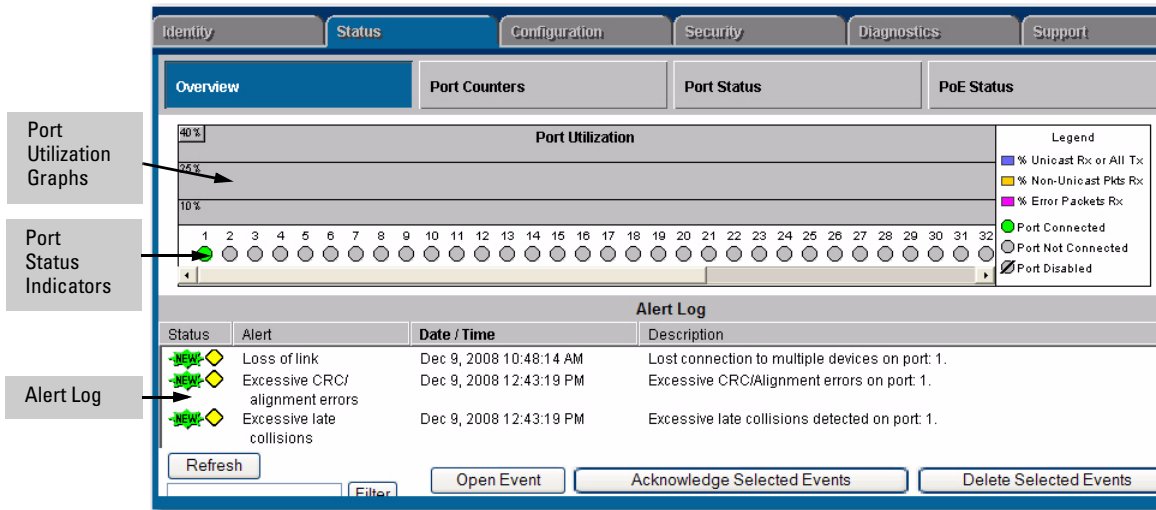 Identity Status Configuration Security Diagnostics Support
Overview Port Counters Port Status PoE Status
Port
Utilization
Graphs
40 % Port Utilization
25 %
10 %
Legend
% Unicast Rx or All Tx
% Non-Unicast Pkts Rx
% Error Packets Rx
Port Connected
Port Not Connected
Port Disabled
Port
Status
Indicators
1 2 3 4 5 6 7 8 9 10 11 12 13 14 15 16 17 18 19 20 21 22 23 24 25 26 27 28 29 30 31 32
Alert Log
Status Alert Date / Time Description
NEW Loss of link Dec 9, 2008 10:48:14 AM Lost connection to multiple devices on port: 1.
NEW Excessive CRC/ Dec 9, 2008 12:43:19 PM Excessive CRC/Alignment errors on port: 1.
alignment errors
NEW Excessive late Dec 9, 2008 12:43:19 PM Excessive late collisions detected on port: 1.
collisions
Alert Log
Refresh
Filter
Open Event Acknowledge Selected Events Delete Selected Events